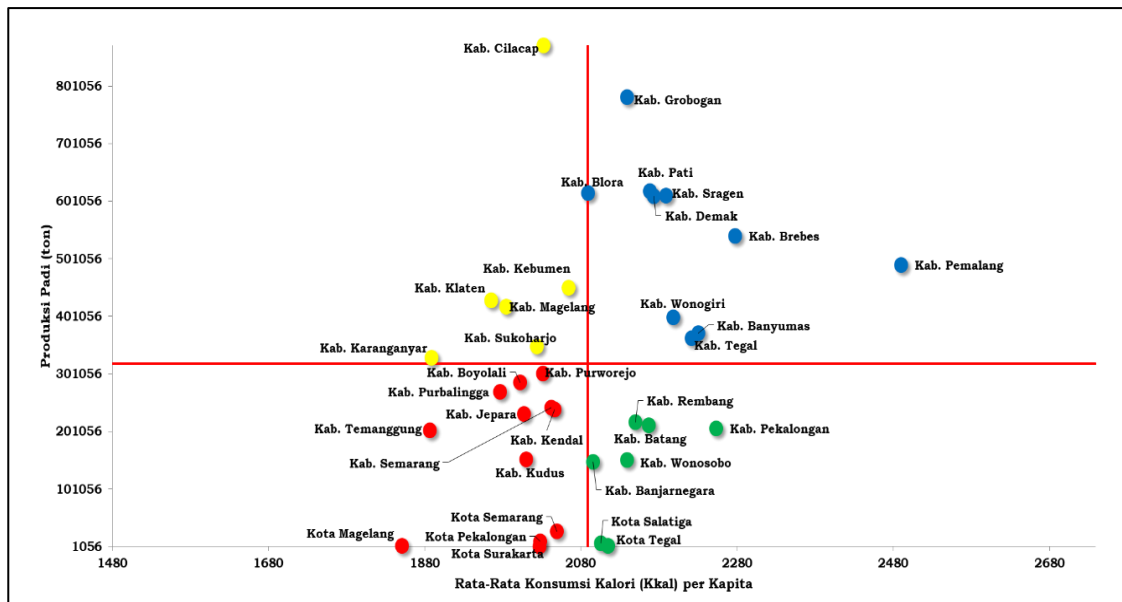 Kab. Cilacap
801056
Kab. Grobogan
701056
Kab. Pati
Kab. Blora
Kab. Sragen
601056
Kab. Demak
Kab. Brebes
501056
Kab. Pemalang
Kab. Kebumen
Kab. Klaten
Kab. Magelang
Kab. Wonogiri
401056
Kab. Banyumas
Kab. Sukoharjo
Kab. Tegal
Kab. Karanganyar
301056
Kab. Boyolali
Kab. Purworejo
Kab. Purbalingga
Kab. Rembang
Kab. Jepara
Kab. Temanggung
Kab. Pekalongan
201056
Kab. Kendal
Kab. Batang
Kab. Semarang
Kab. Wonosobo
Kab. Kudus
101056
Kab. Banjarnegara
Kota Semarang
Kota Salatiga
Kota Magelang
Kota Pekalongan
Kota Tegal
1056
Kota Surakarta
1480
1680
1880
2080
2280
2480
2680
Produksi Padi (ton)
Rata-Rata Konsumsi Kalori (Kkal) per Kapita